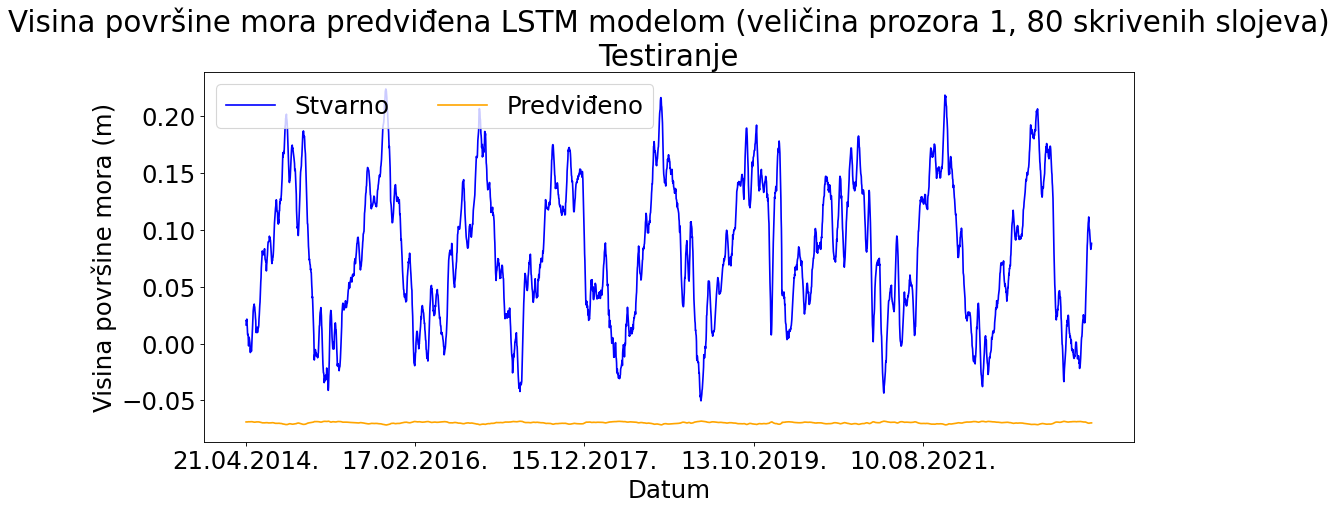 Visina površine mora predviđena LSTM modelom (veličina prozora 1, 80 skrivenih slojeva)
Testiranje
Stvarno
Predviđeno
Visina površine mora (m)
0.20
0.15
0.10
0.05
0.00
−0.05
21.04.2014.
17.02.2016.
15.12.2017.
13.10.2019.
10.08.2021.
Datum